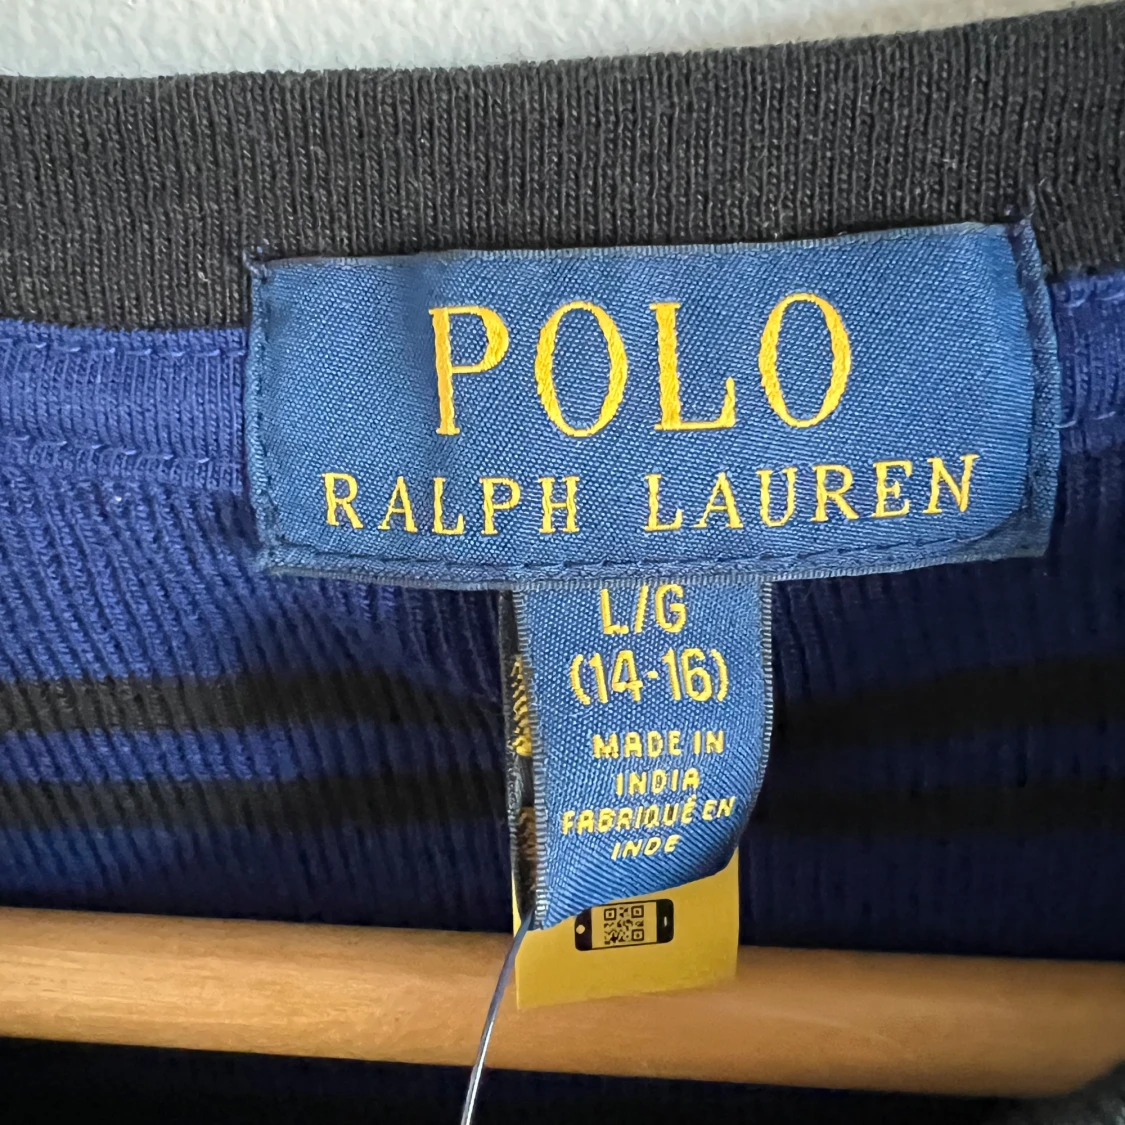 POLO
RALPH LAUREN
L/G
(14-16)
MADE IN
INDIA
FABRIQUÉ EN
INDE